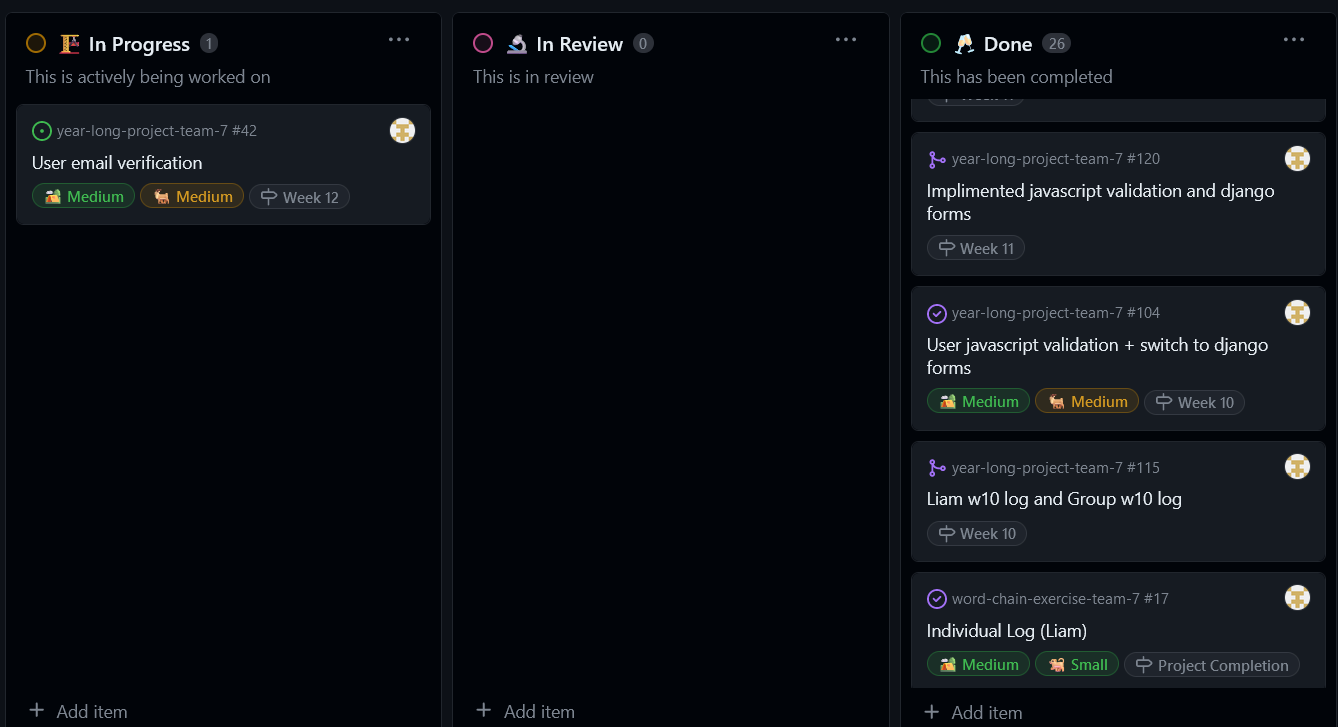 In Progress 1
This is actively being worked on
year-long-project-team-7 #42
User email verification
Medium Medium Week 12
Add item
In Review 0
This is in review
Add item
Done 26
This has been completed
year-long-project-team-7 #120
Implimented javascript validation and django
forms
Week 11
year-long-project-team-7 #104
User javascript validation + switch to django
forms
Medium Medium Week 10
year-long-project-team-7 #115
Liam w10 log and Group w10 log
Week 10
word-chain-exercise-team-7 #17
Individual Log (Liam)
Medium Small Project Completion
Add item